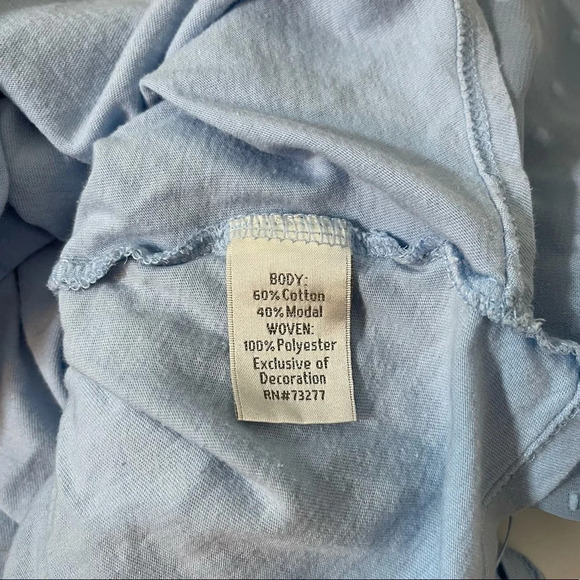 BODY:
60% Cotton
40% Modal
WOVEN:
100% Polyester
Exclusive of
Decoration
RN#73277